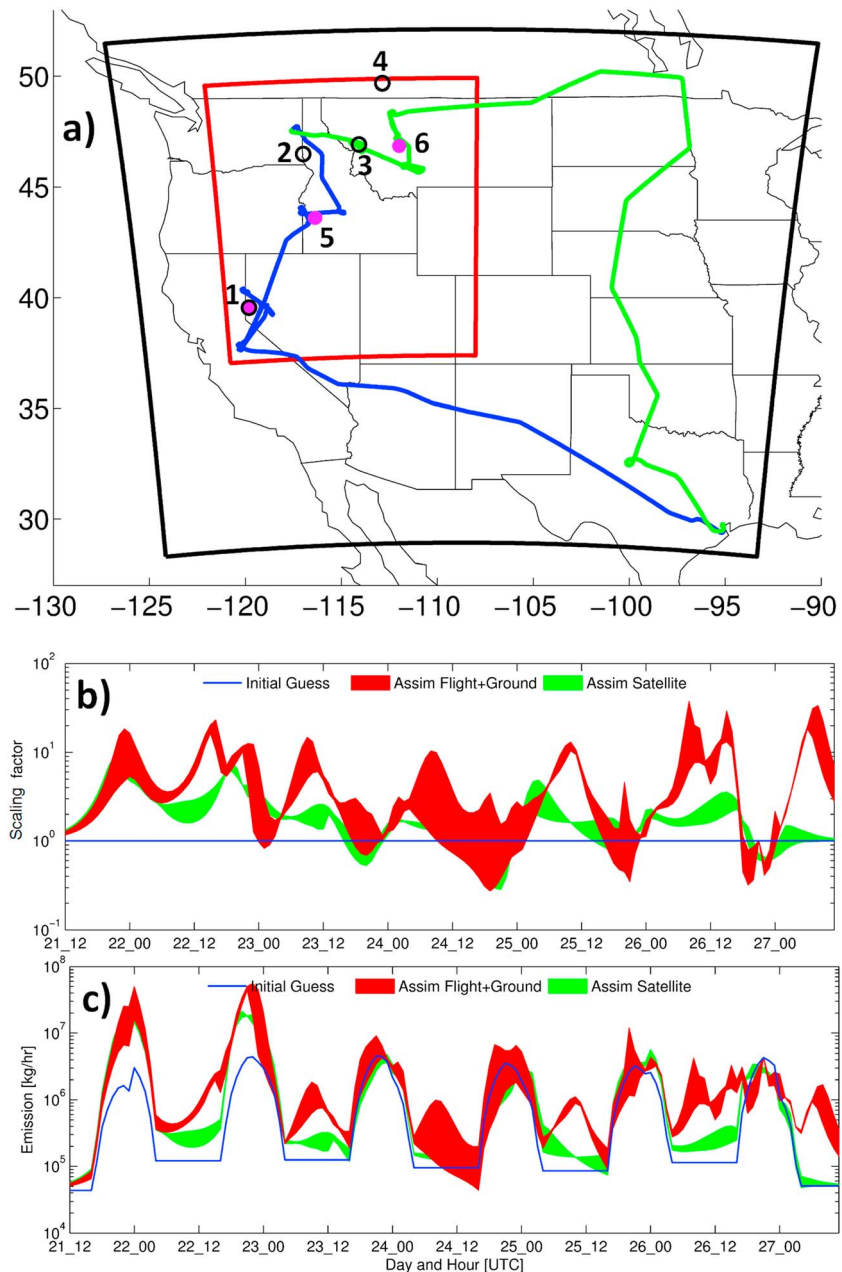 a)
50
45
40
35
30
4
2
3
6
5
1
−130 −120 −115 −110 −105 −100 −95 −90
b)
Initial Guess Assim Flight+Ground Assim Satellite
Scaling factor
10^2
10^1
10^0
10^-1
21_12 22_00 22_12 23_00 23_12 24_00 24_12 25_00 25_12 26_00 26_12 27_00
c)
Initial Guess Assim Flight+Ground Assim Satellite
Emission [kg/hr]
10^8
10^7
10^6
10^5
10^4
21_12 22_00 22_12 23_00 23_12 24_00 24_12 25_00 25_12 26_00 26_12 27_00
Day and Hour [UTC]